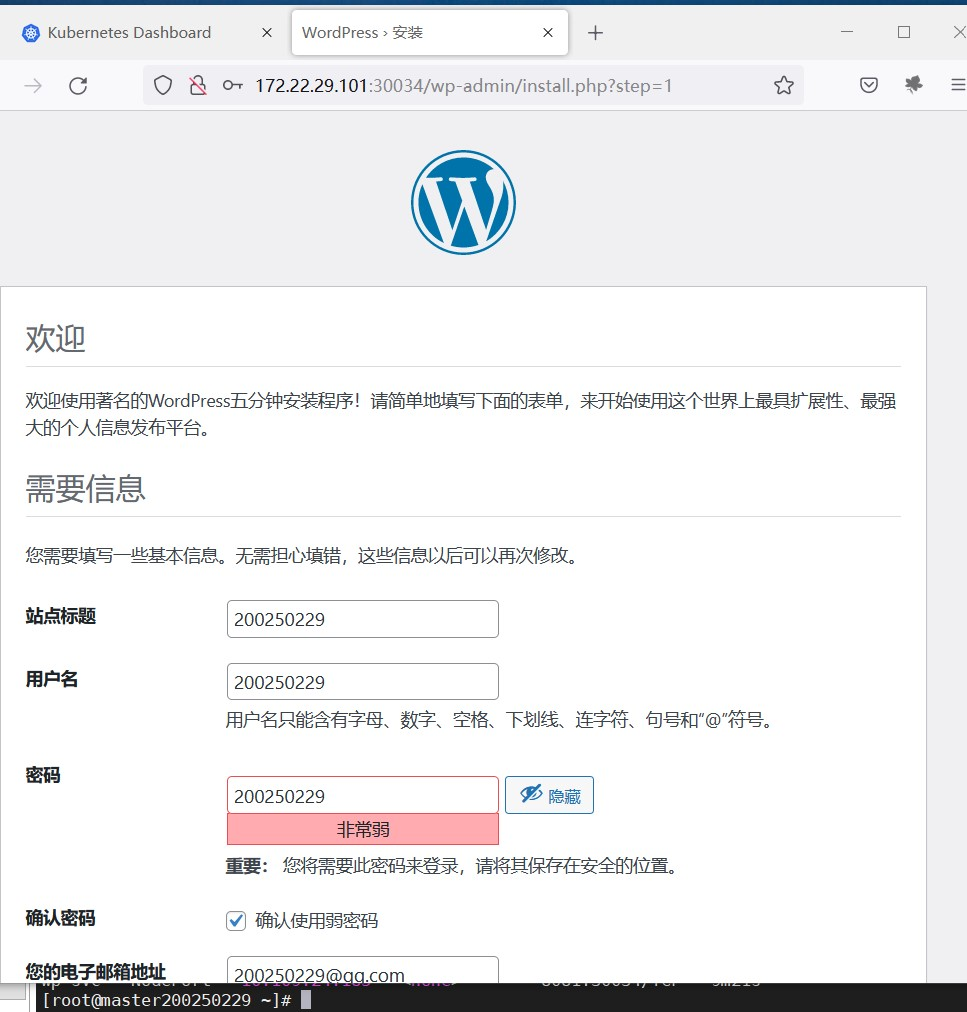 Kubernetes Dashboard
WordPress › 安装
172.22.29.101:30034/wp-admin/install.php?step=1
欢迎
欢迎使用著名的WordPress五分钟安装程序！请简单地填写下面的表单，来开始使用这个世界上最具扩展性、最强
大的个人信息发布平台。
需要信息
您需要填写一些基本信息。无需担心填错，这些信息以后可以再次修改。
站点标题
200250229
用户名
200250229
用户名只能含有字母、数字、空格、下划线、连字符、句号和“@”符号。
密码
200250229
隐藏
非常弱
重要： 您将需要此密码来登录，请将其保存在安全的位置。
确认密码
确认使用弱密码
您的电子邮箱地址
200250229@qq.com
[root@master200250229 ~]#